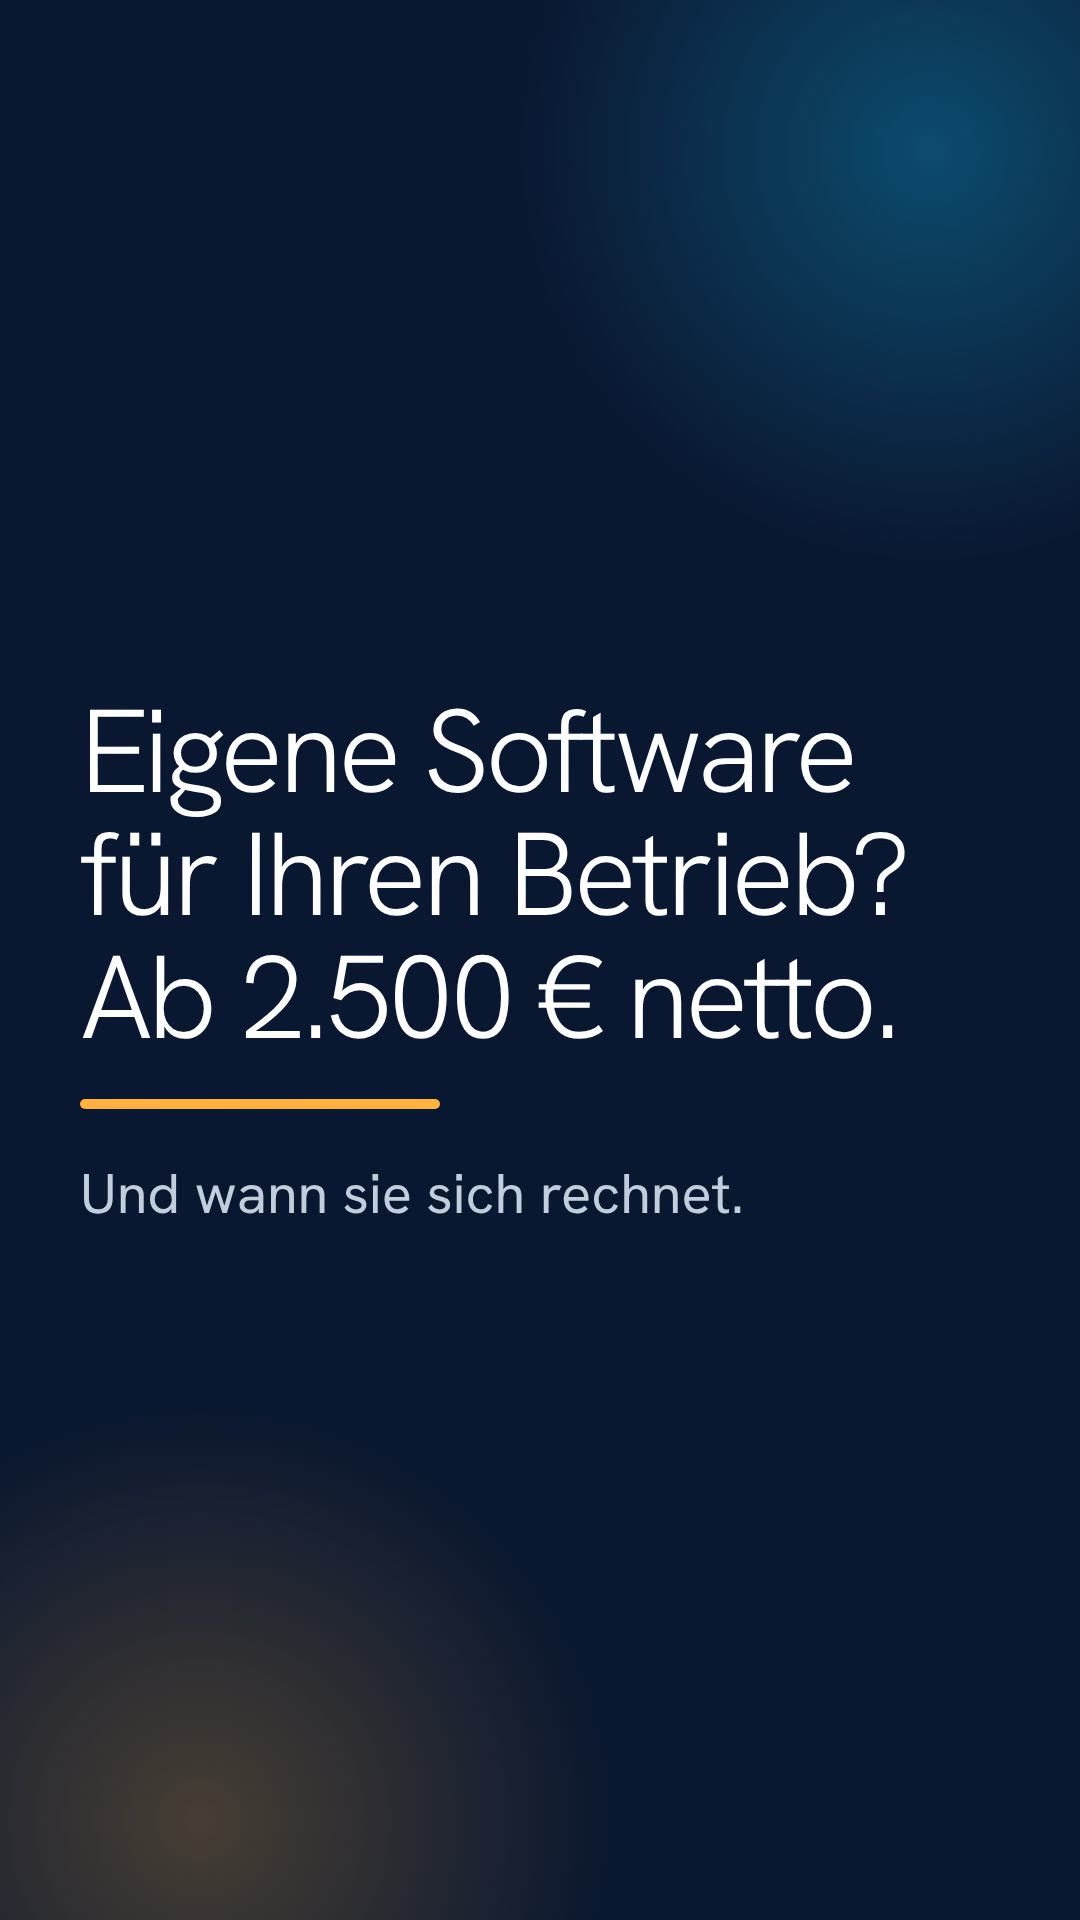 Eigene Software
für Ihren Betrieb?
Ab 2.500 € netto.
Und wann sie sich rechnet.